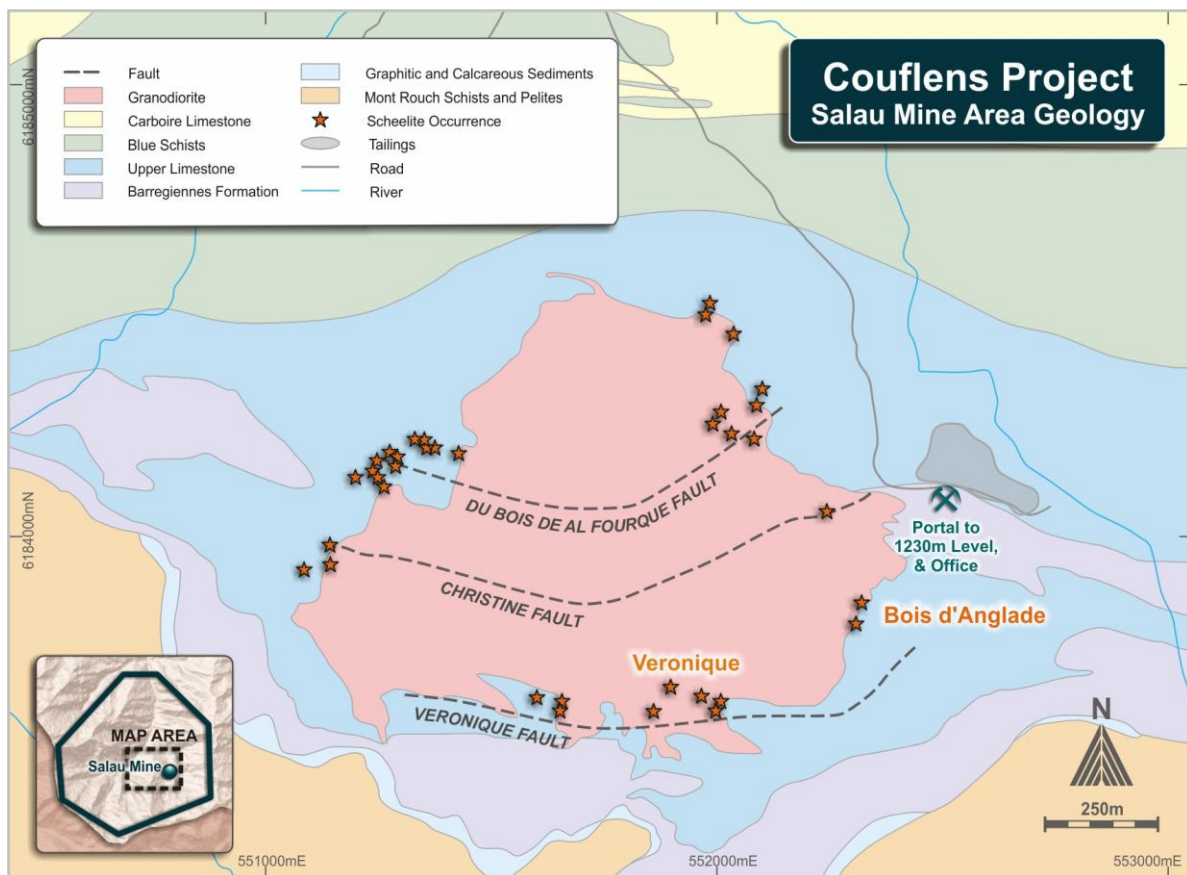 Couflens Project
Salau Mine Area Geology
Fault
Granodiorite
Carboire Limestone
Blue Schists
Upper Limestone
Barregiennes Formation
Graphitic and Calcareous Sediments
Mont Rouch Schists and Pelites
Scheelite Occurrence
Tailings
Road
River
6185000mN
6184000mN
DU BOIS DE AL FOURQUE FAULT
CHRISTINE FAULT
Portal to
1230m Level,
& Office
Bois d'Anglade
Veronique
VERONIQUE FAULT
MAP AREA
Salau Mine
N
250m
551000mE
552000mE
553000mE